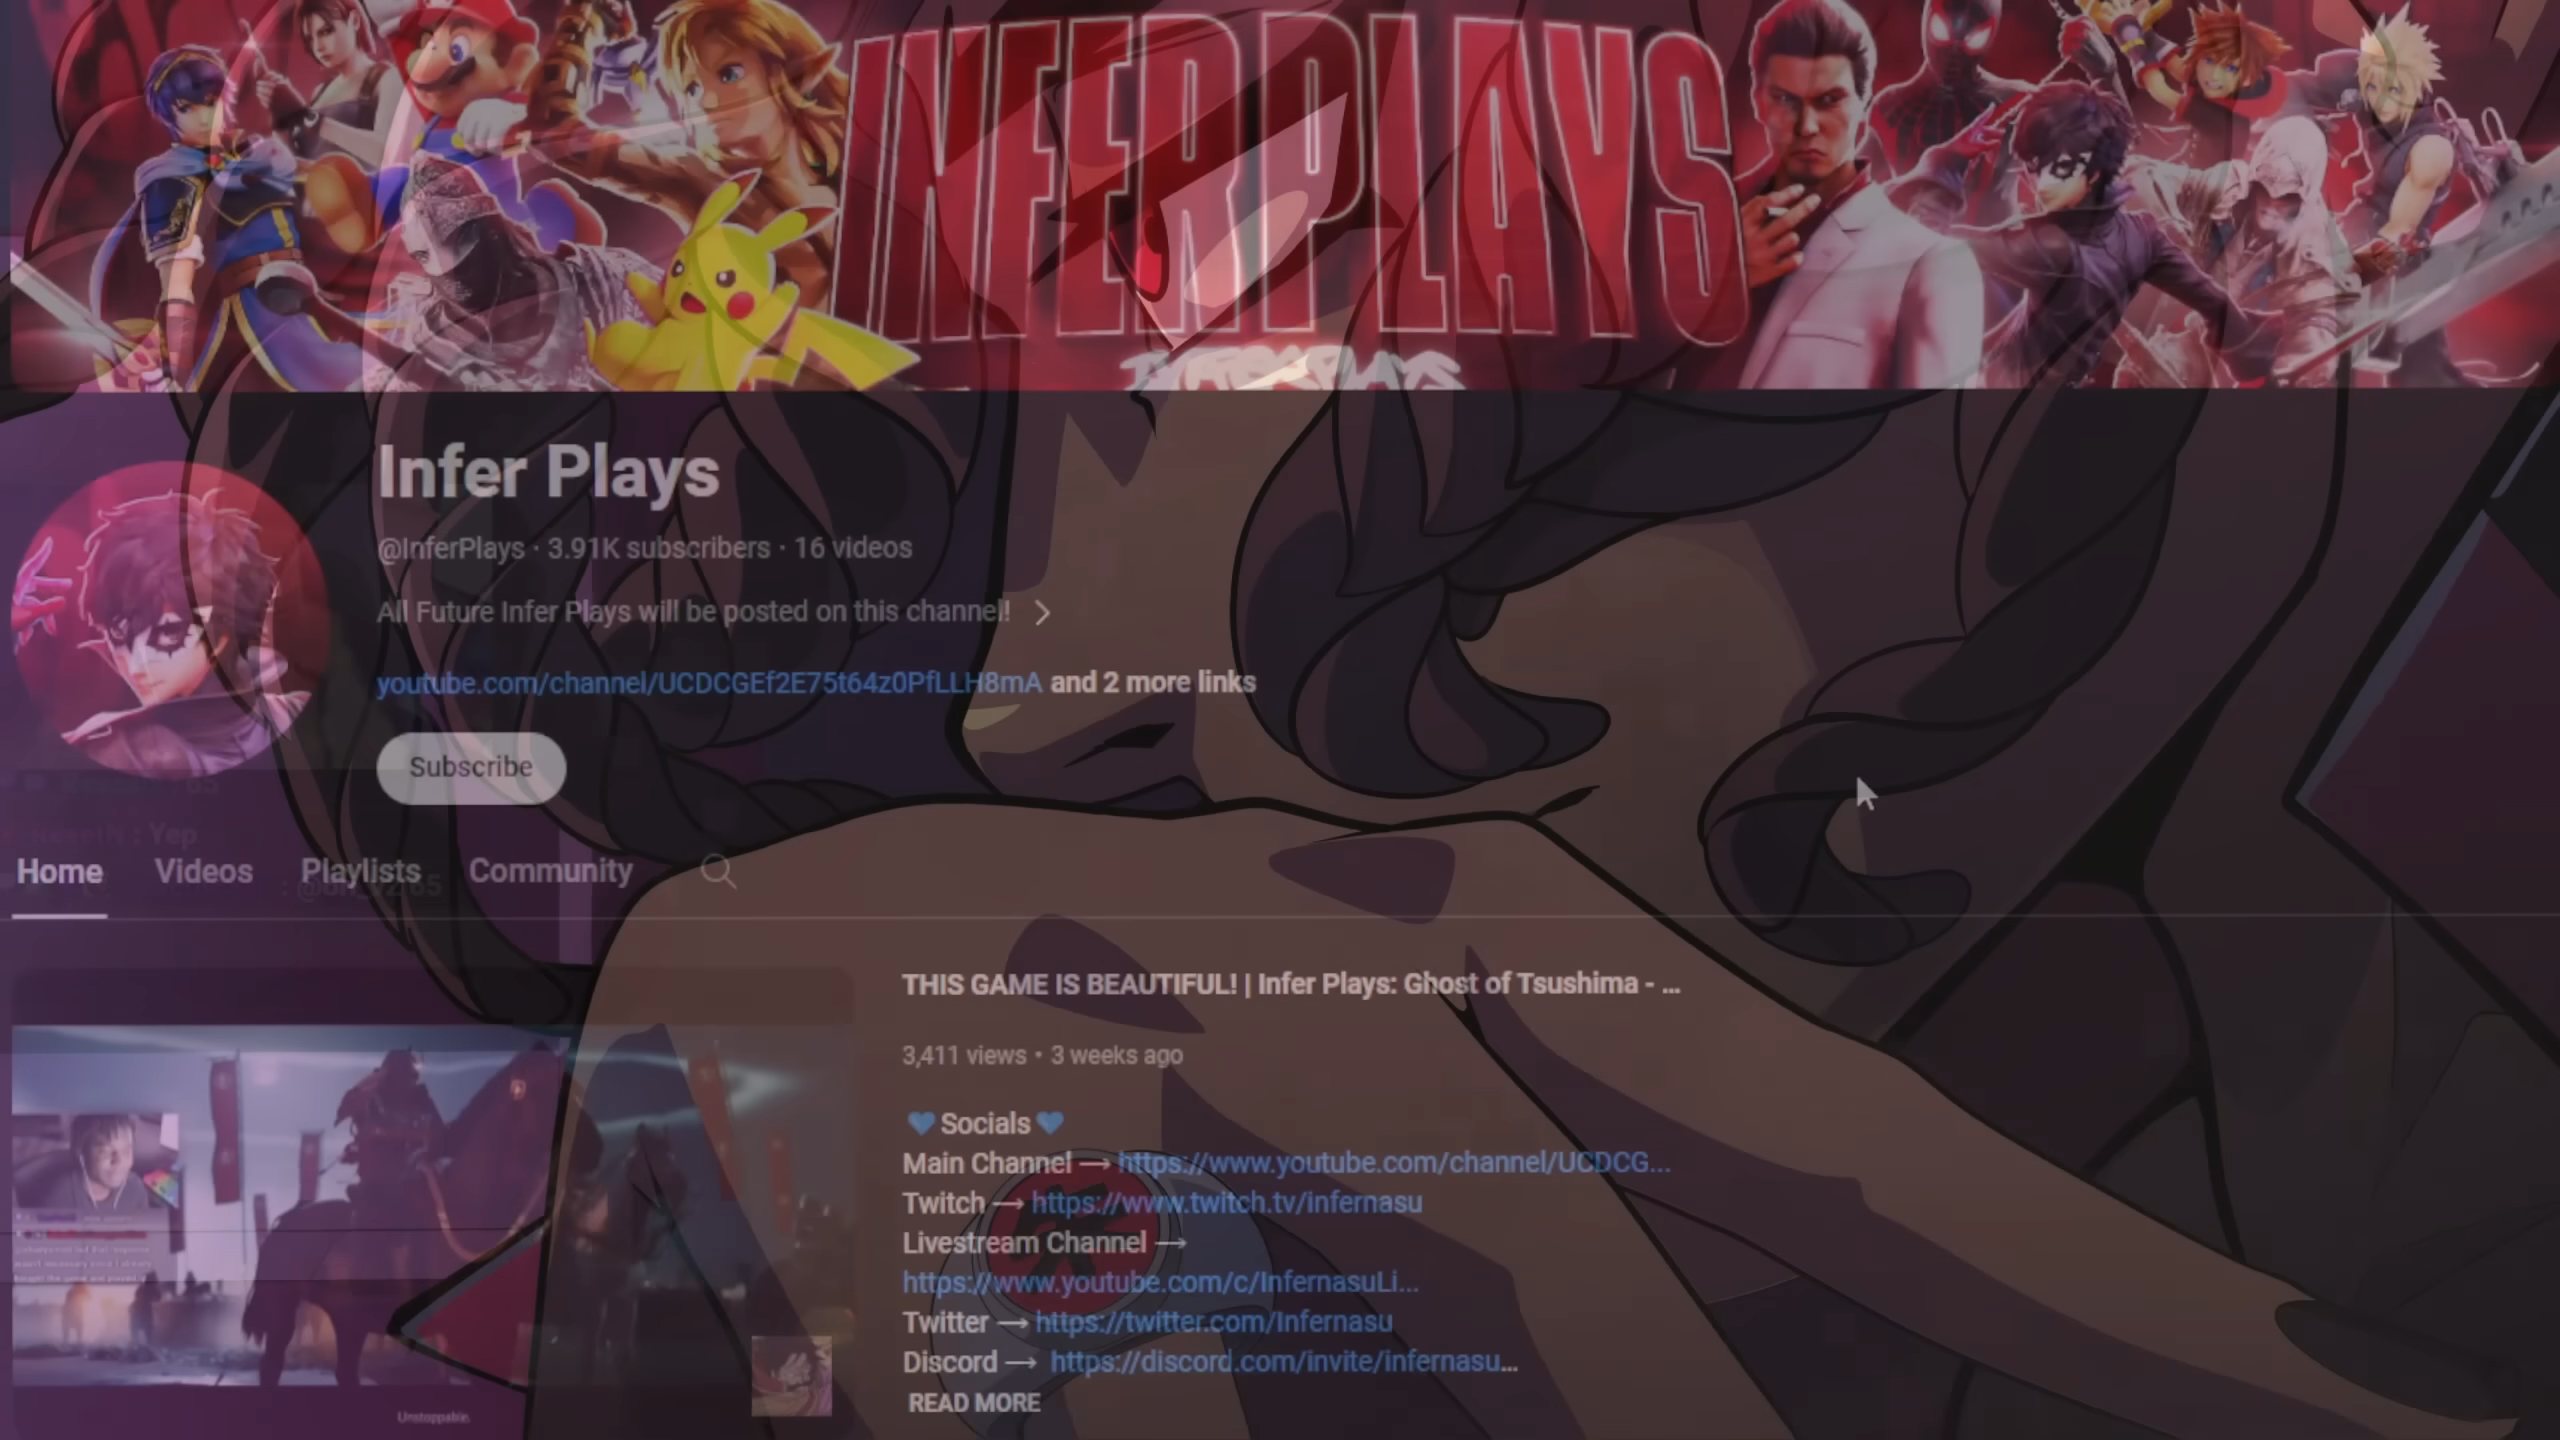 INFERPLAYS
Infer Plays
@InferPlays · 3.91K subscribers · 16 videos
All Future Infer Plays will be posted on this channel!
youtube.com/channel/UCDCGEf2E75t64z0PfLLH8mA and 2 more links
Subscribe
: Yep
Home Videos Playlists Community
THIS GAME IS BEAUTIFUL! | Infer Plays: Ghost of Tsushima - ...
3,411 views • 3 weeks ago
💙 Socials 💙
Main Channel ⟶ https://www.youtube.com/channel/UCDCG...
Twitch ⟶ https://www.twitch.tv/infernasu
Livestream Channel ⟶
https://www.youtube.com/c/InfernasuLi...
Twitter ⟶ https://twitter.com/Infernasu
Discord ⟶ https://discord.com/invite/infernasu...
READ MORE
Unstoppable.